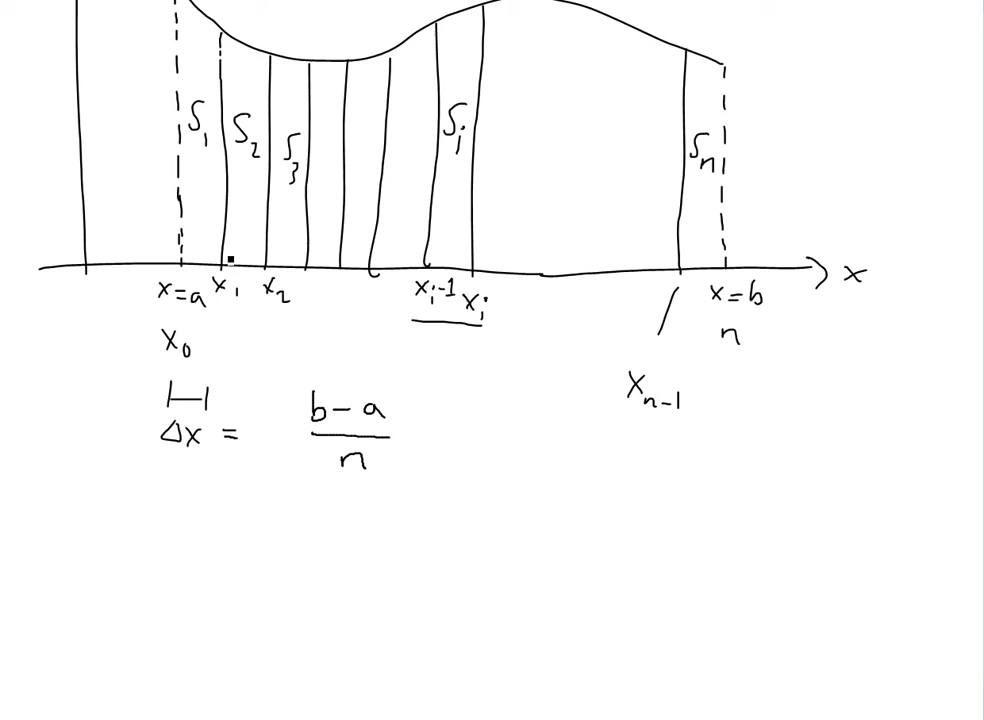 S₁ S₂ S₃ Sᵢ Sₙ
x=a x₁ x₂ xᵢ-1 xᵢ x=b x
x₀ n
xₙ₋₁
Δx = b-a / n